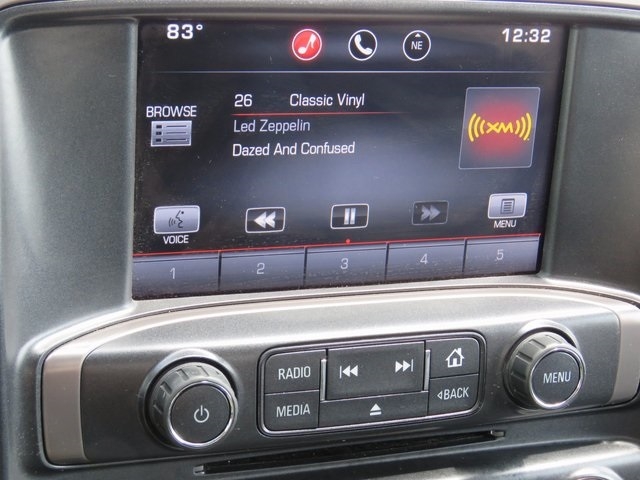 83°
NE
12:32
BROWSE
26 Classic Vinyl
Led Zeppelin
Dazed And Confused
((XM))
VOICE
MENU
1 2 3 4 5
RADIO
MEDIA
BACK
MENU